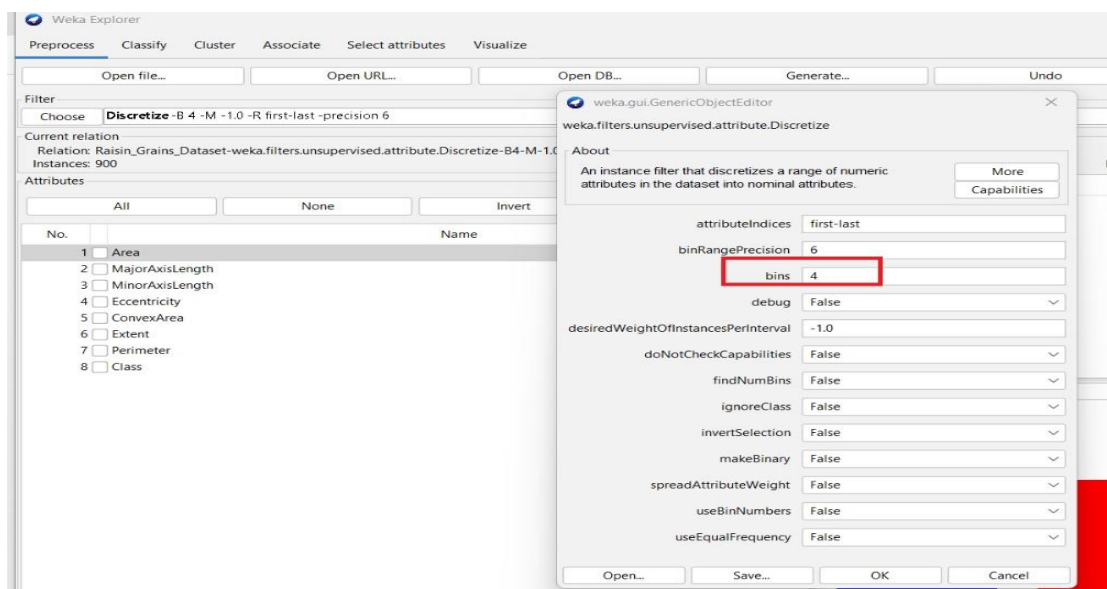 Weka Explorer
Preprocess Classify Cluster Associate Select attributes Visualize
Open file... Open URL... Open DB... Generate... Undo
Filter
Choose Discretize -B 4 -M -1.0 -R first-last -precision 6
Current relation
Relation: Raisin_Grains_Dataset-weka.filters.unsupervised.attribute.Discretize-B4-M-1.0
Instances: 900
Attributes
All None Invert
No. Name
1 Area
2 MajorAxisLength
3 MinorAxisLength
4 Eccentricity
5 ConvexArea
6 Extent
7 Perimeter
8 Class
weka.gui.GenericObjectEditor
weka.filters.unsupervised.attribute.Discretize
About
An instance filter that discretizes a range of numeric
attributes in the dataset into nominal attributes.
More
Capabilities
attributeIndices first-last
binRangePrecision 6
bins 4
debug False
desiredWeightOfInstancesPerInterval -1.0
doNotCheckCapabilities False
findNumBins False
ignoreClass False
invertSelection False
makeBinary False
spreadAttributeWeight False
useBinNumbers False
useEqualFrequency False
Open... Save... OK Cancel